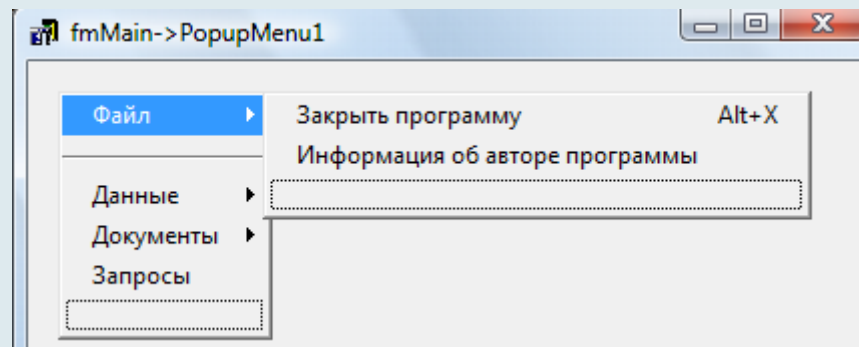 fmMain->PopupMenu1
Файл
Закрыть программу Alt+X
Информация об авторе программы
Данные
Документы
Запросы